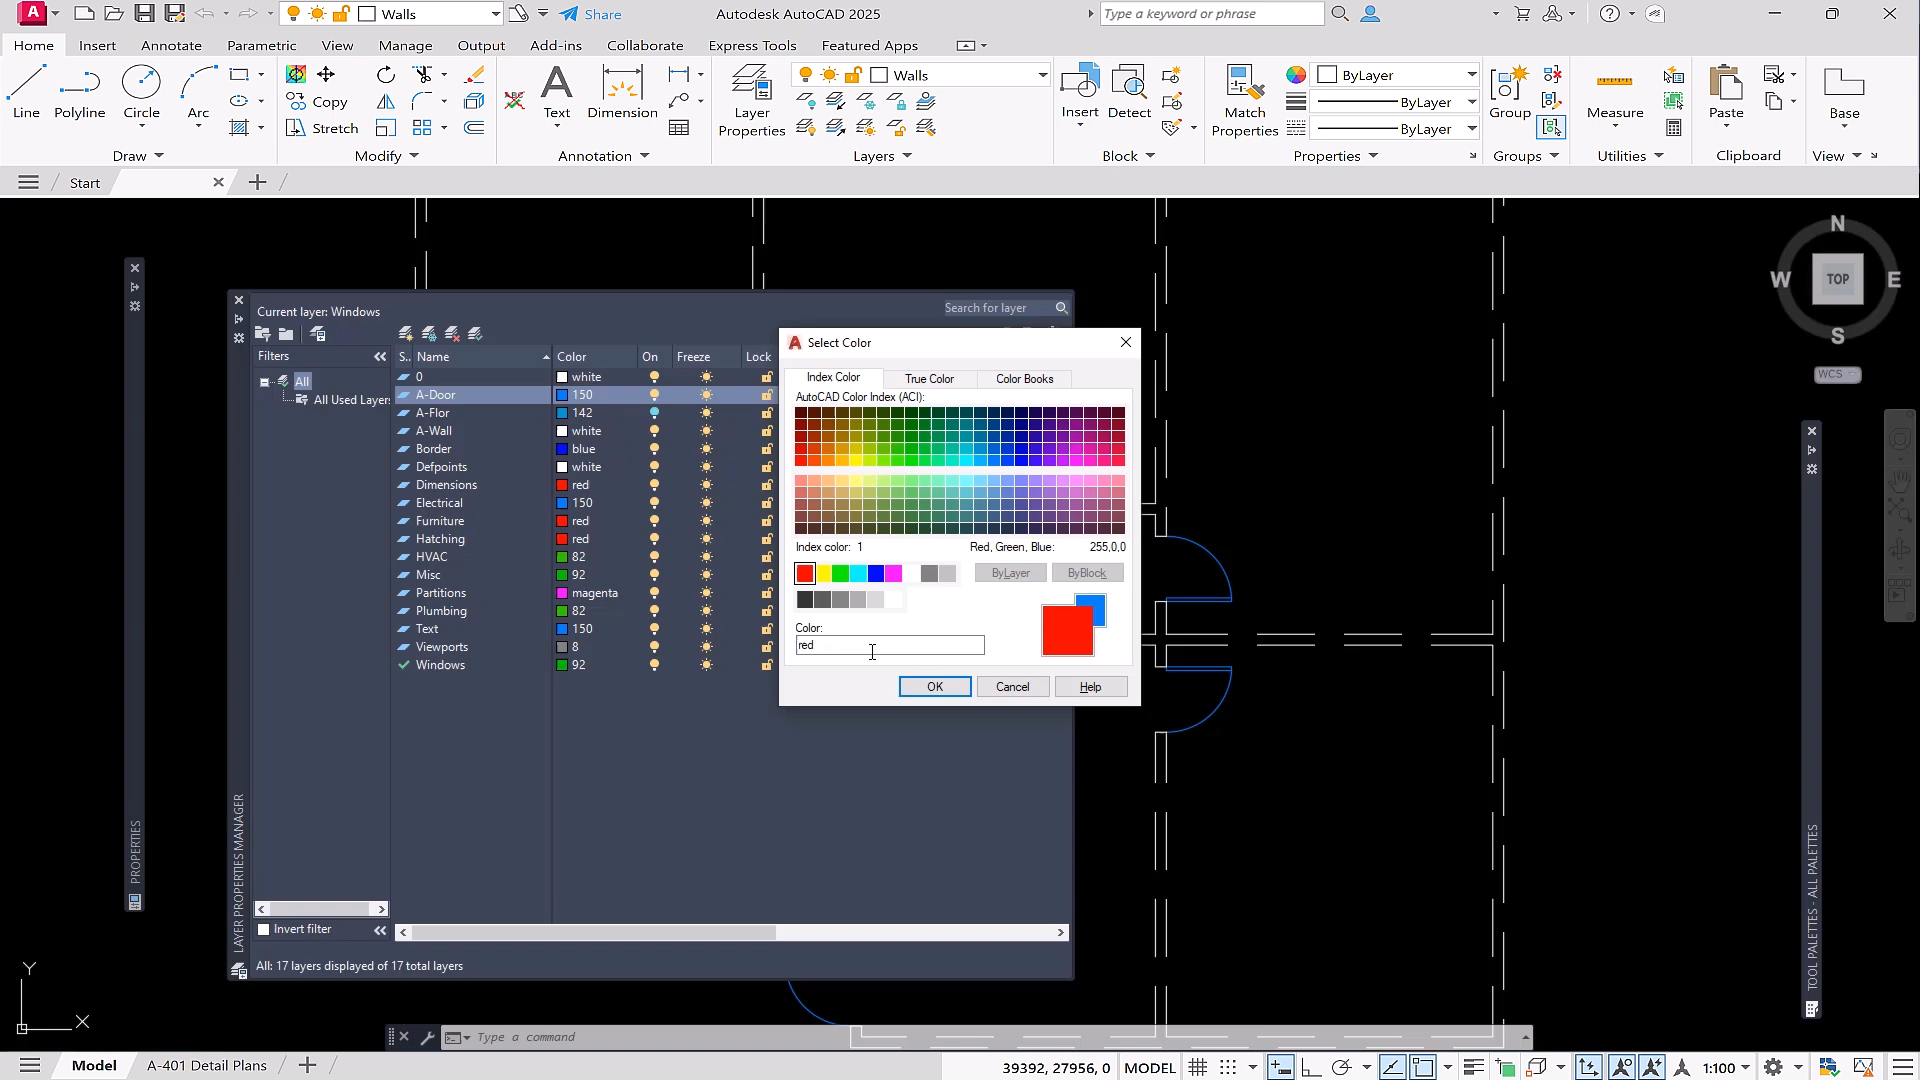 Walls
Share
Autodesk AutoCAD 2025
Type a keyword or phrase
Home
Insert
Annotate
Parametric
View
Manage
Output
Add-ins
Collaborate
Express Tools
Featured Apps
Line
Polyline
Circle
Arc
Copy
Stretch
Text
Dimension
Layer
Properties
Walls
Insert
Detect
Match
Properties
ByLayer
ByLayer
ByLayer
Group
Measure
Paste
Base
Draw
Modify
Annotation
Layers
Block
Properties
Groups
Utilities
Clipboard
View
Start
N
W
TOP
E
S
WCS
PROPERTIES
Current layer: Windows
Search for layer
Filters
All
All Used Layers
S.. Name Color On Freeze Lock
0 white
A-Door 150
A-Flor 142
A-Wall white
Border blue
Defpoints white
Dimensions red
Electrical 150
Furniture red
Hatching red
HVAC 82
Misc 92
Partitions magenta
Plumbing 82
Text 150
Viewports 8
Windows 92
Invert filter
All: 17 layers displayed of 17 total layers
LAYER PROPERTIES MANAGER
Select Color
Index Color
True Color
Color Books
AutoCAD Color Index (ACI):
Index color: 1
Red, Green, Blue: 255,0,0
ByLayer
ByBlock
Color:
red
OK
Cancel
Help
TOOL PALETTES - ALL PALETTES
Y
X
Type a command
Model
A-401 Detail Plans
39392, 27956, 0
MODEL
1:100